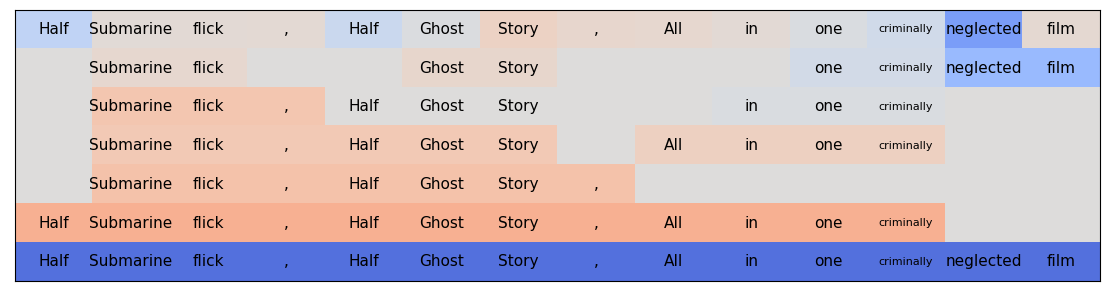 Half Submarine flick , Half Ghost Story , All in one criminally neglected film
Submarine flick Ghost Story one criminally neglected film
Submarine flick , Half Ghost Story in one criminally
Submarine flick , Half Ghost Story All in one criminally
Submarine flick , Half Ghost Story ,
Half Submarine flick , Half Ghost Story , All in one criminally
Half Submarine flick , Half Ghost Story , All in one criminally neglected film